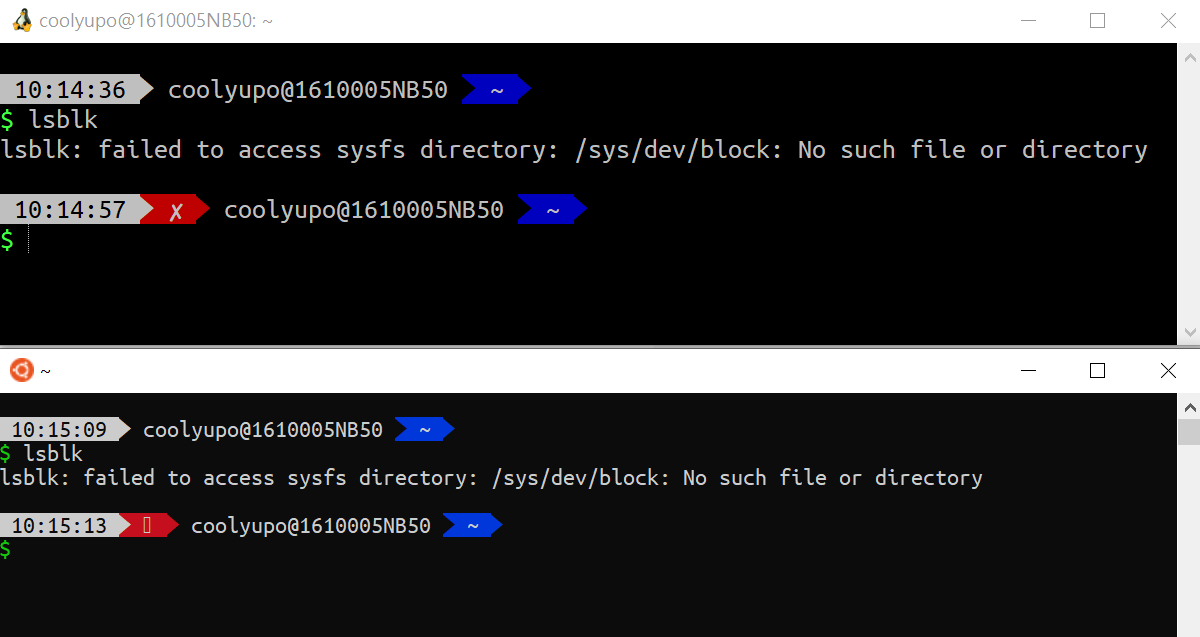 coolyupo@1610005NB50: ~
10:14:36 coolyupo@1610005NB50 ~
$ lsblk
lsblk: failed to access sysfs directory: /sys/dev/block: No such file or directory
10:14:57 ✗ coolyupo@1610005NB50 ~
$
~
10:15:09 coolyupo@1610005NB50 ~
$ lsblk
lsblk: failed to access sysfs directory: /sys/dev/block: No such file or directory
10:15:13 ▯ coolyupo@1610005NB50 ~
$